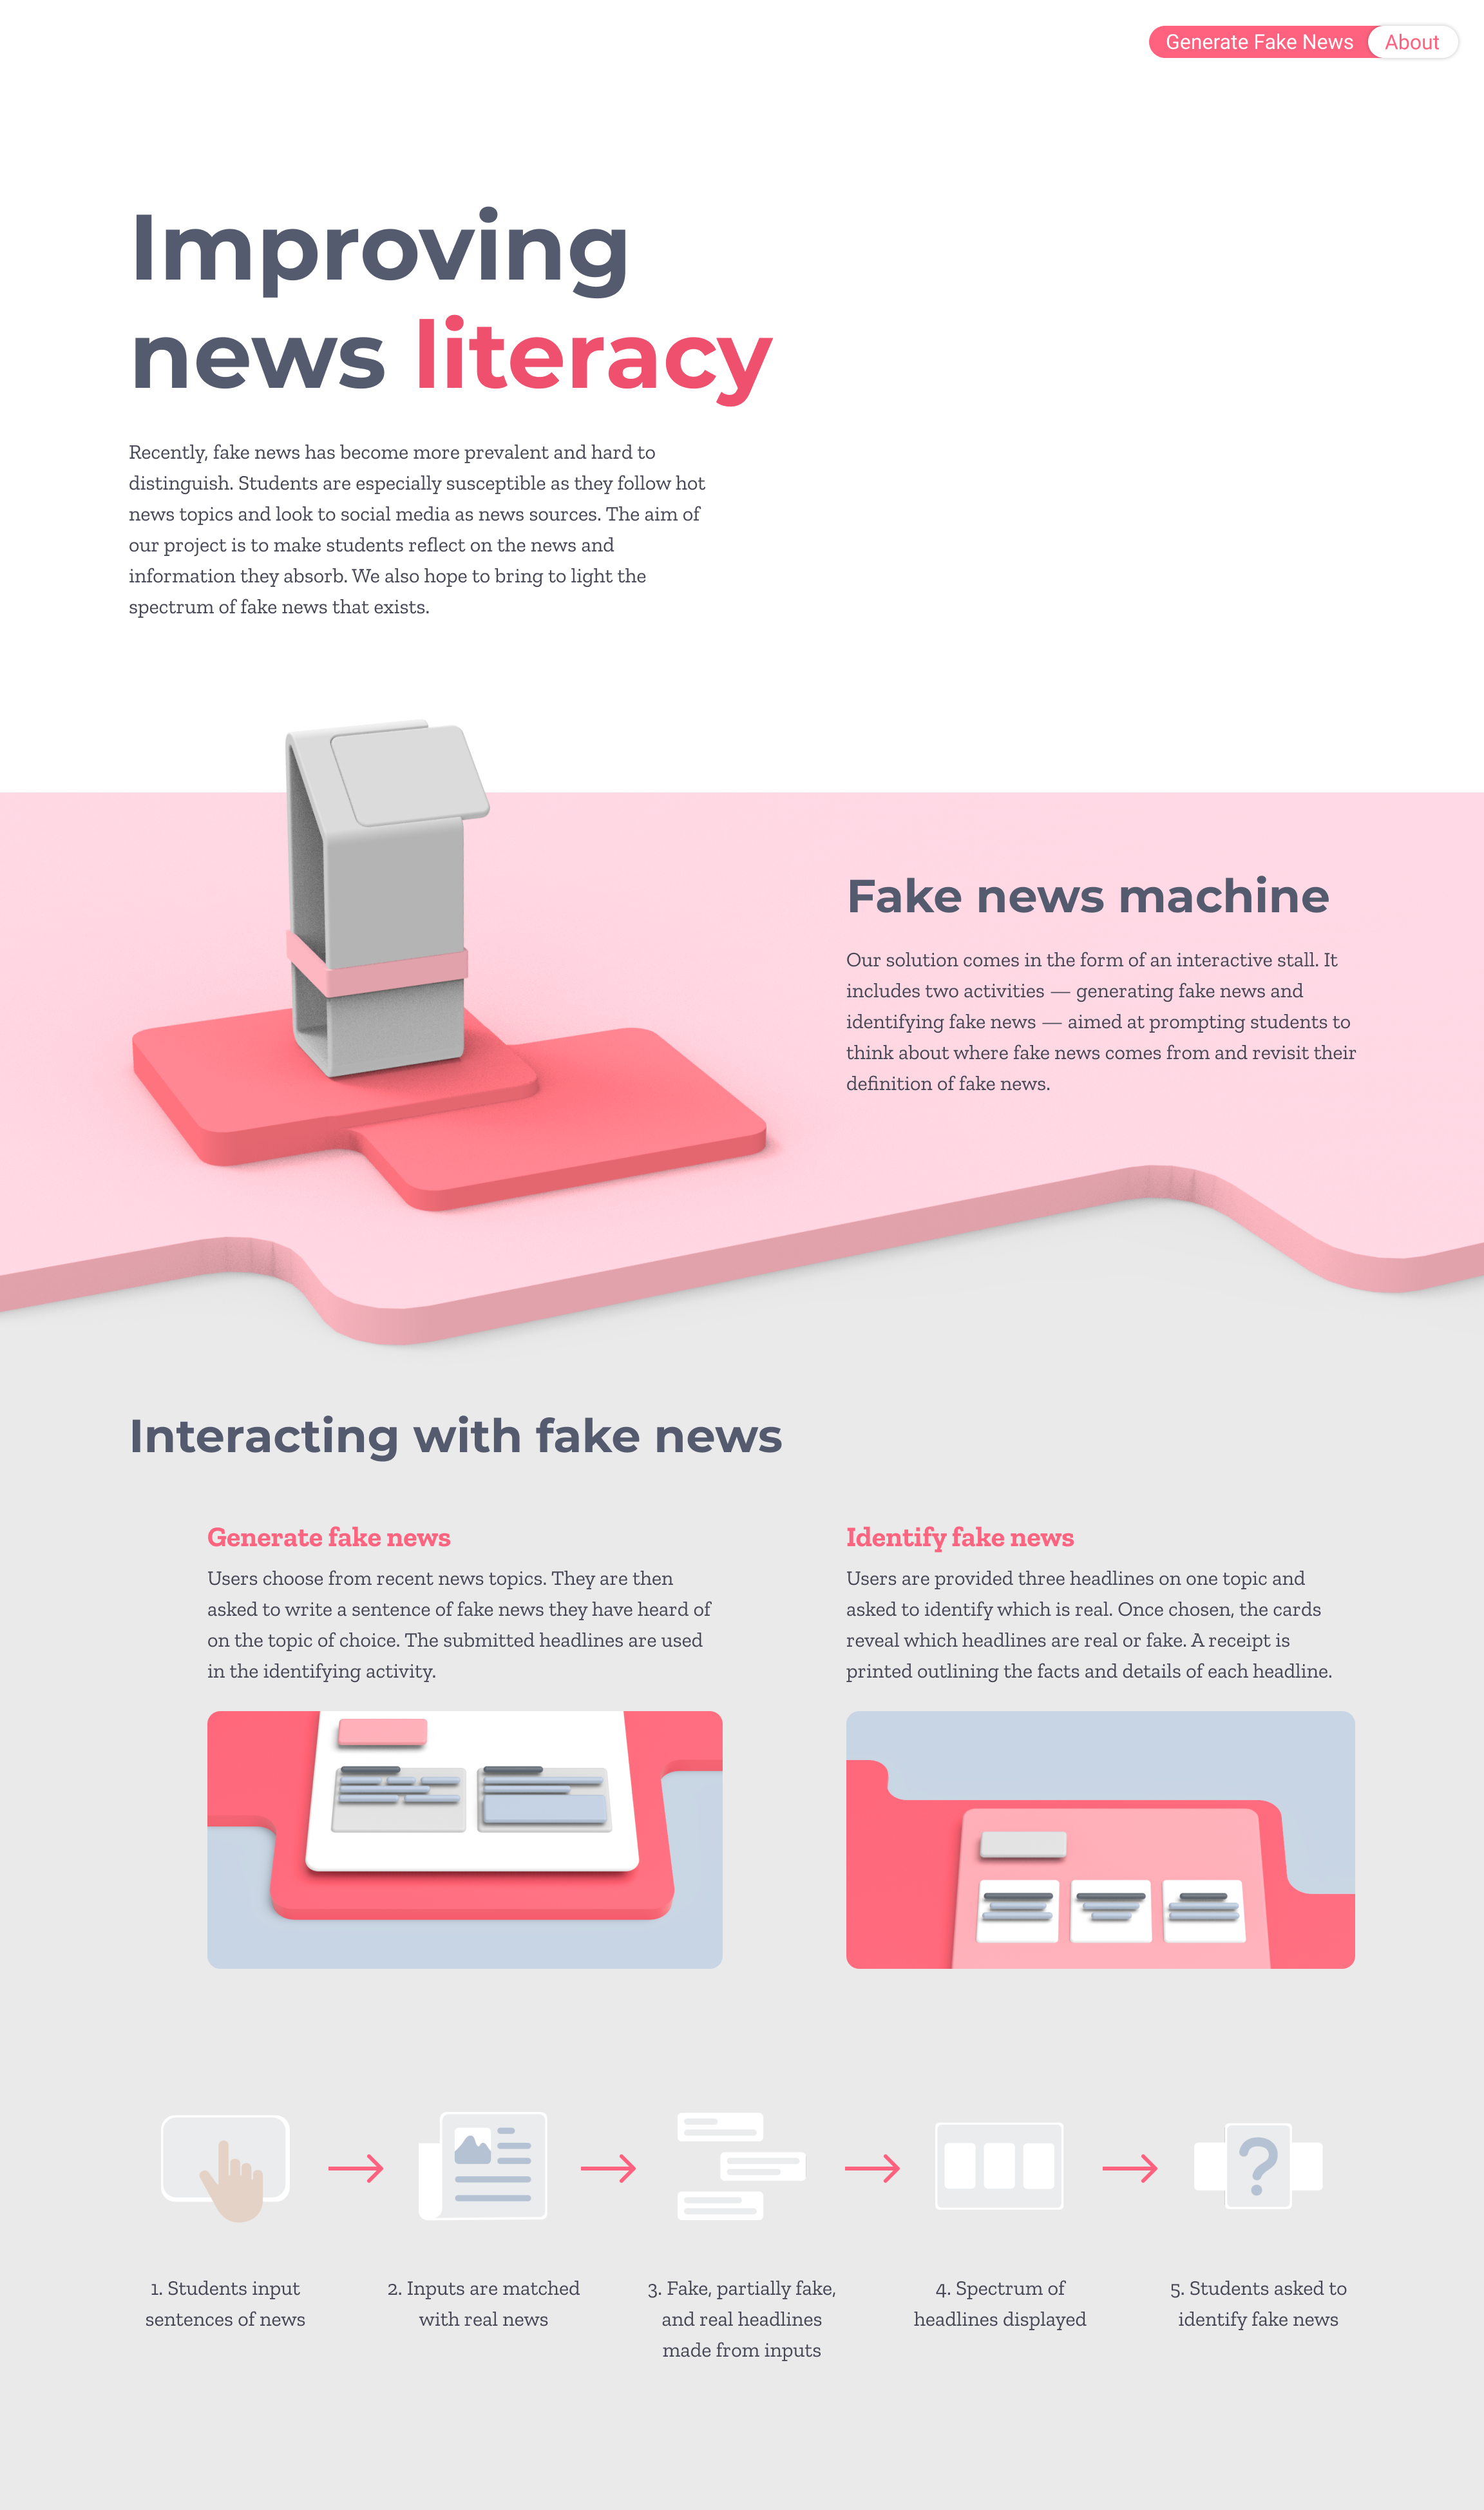 Generate Fake News
About
Improving
news literacy
Recently, fake news has become more prevalent and hard to
distinguish. Students are especially susceptible as they follow hot
news topics and look to social media as news sources. The aim of
our project is to make students reflect on the news and
information they absorb. We also hope to bring to light the
spectrum of fake news that exists.
Fake news machine
Our solution comes in the form of an interactive stall. It
includes two activities — generating fake news and
identifying fake news — aimed at prompting students to
think about where fake news comes from and revisit their
definition of fake news.
Interacting with fake news
Generate fake news
Users choose from recent news topics. They are then
asked to write a sentence of fake news they have heard of
on the topic of choice. The submitted headlines are used
in the identifying activity.
Identify fake news
Users are provided three headlines on one topic and
asked to identify which is real. Once chosen, the cards
reveal which headlines are real or fake. A receipt is
printed outlining the facts and details of each headline.
?
1. Students input
sentences of news
2. Inputs are matched
with real news
3. Fake, partially fake,
and real headlines
made from inputs
4. Spectrum of
headlines displayed
5. Students asked to
identify fake news